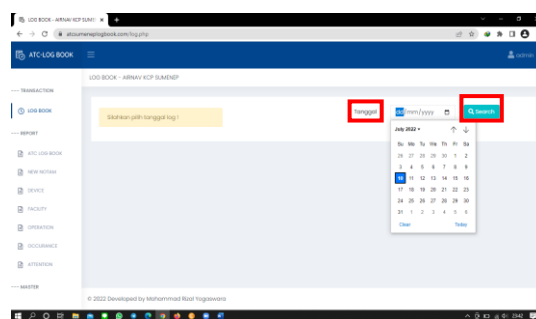 LOG BOOK - AIRNAV KCP SUMEN
atcsumeneplogbook.com/log.php
ATC-LOG BOOK
admin
LOG BOOK - AIRNAV KCP SUMENEP
--- TRANSACTION
LOG BOOK
--- REPORT
ATC LOG BOOK
NEW NOTAM
DEVICE
FACILITY
OPERATION
OCCURANCE
ATTENTION
--- MASTER
Silahkan pilih tanggal log !
Tanggal
dd/mm/yyyy
Search
July 2022
Su Mo Tu We Th Fr Sa
26 27 28 29 30 1 2
3 4 5 6 7 8 9
10 11 12 13 14 15 16
17 18 19 20 21 22 23
24 25 26 27 28 29 30
31 1 2 3 4 5 6
Clear Today
© 2022 Developed by Mohammad Rizal Yogaswara
23:42